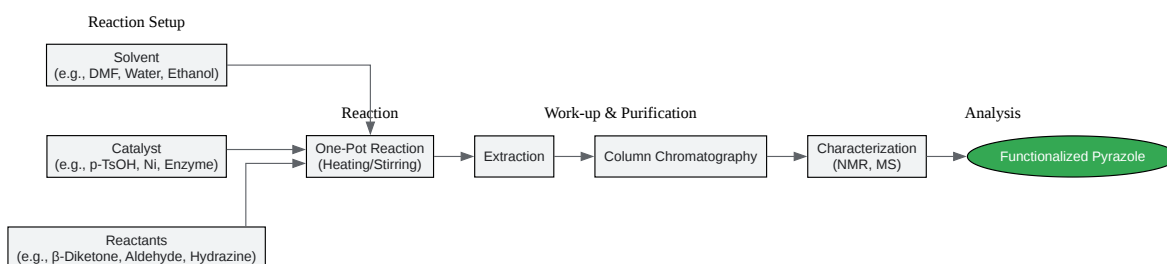 Reaction Setup
Solvent
(e.g., DMF, Water, Ethanol)
Reaction
Work-up & Purification
Analysis
Catalyst
(e.g., p-TsOH, Ni, Enzyme)
One-Pot Reaction
(Heating/Stirring)
Extraction
Column Chromatography
Characterization
(NMR, MS)
Functionalized Pyrazole
Reactants
(e.g., β-Diketone, Aldehyde, Hydrazine)